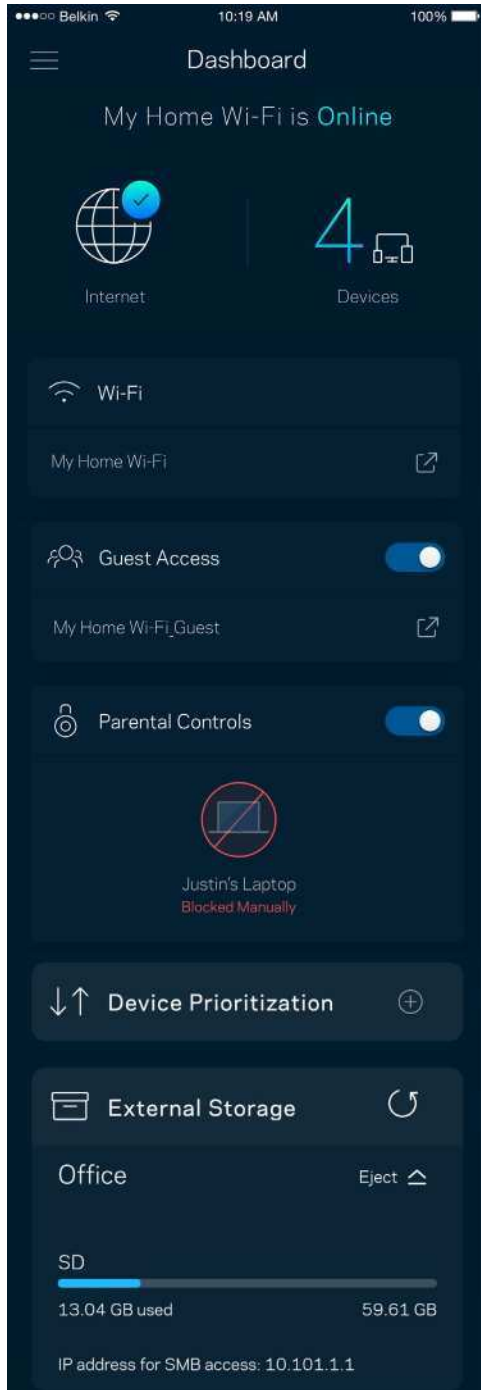 Belkin 10:19 AM 100%
Dashboard
My Home Wi-Fi is Online
4
Internet Devices
Wi-Fi
My Home Wi-Fi
Guest Access
My Home Wi-Fi_Guest
Parental Controls
Justin's Laptop
Blocked Manually
Device Prioritization
External Storage
Office Eject
SD
13.04 GB used 59.61 GB
IP address for SMB access: 10.101.1.1